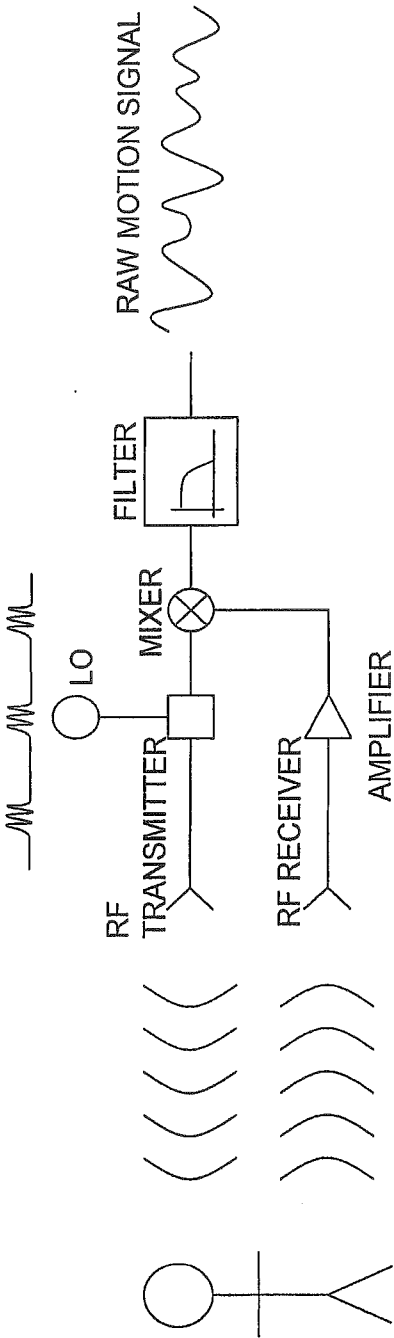 LO
RF
TRANSMITTER
MIXER
FILTER
RAW MOTION SIGNAL
RF RECEIVER
AMPLIFIER